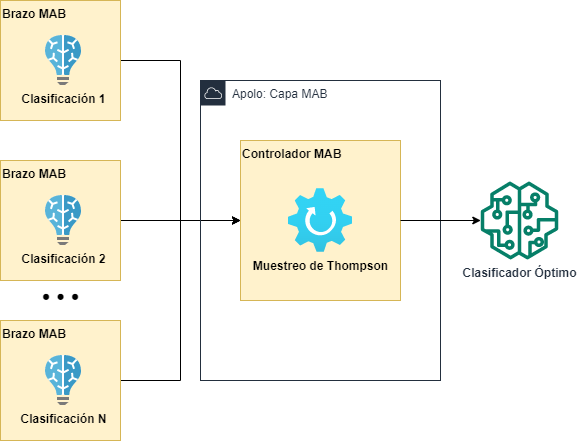 Brazo MAB
Clasificación 1
Apolo: Capa MAB
Controlador MAB
Brazo MAB
Clasificación 2
Muestreo de Thompson
Clasificador Óptimo
Brazo MAB
Clasificación N